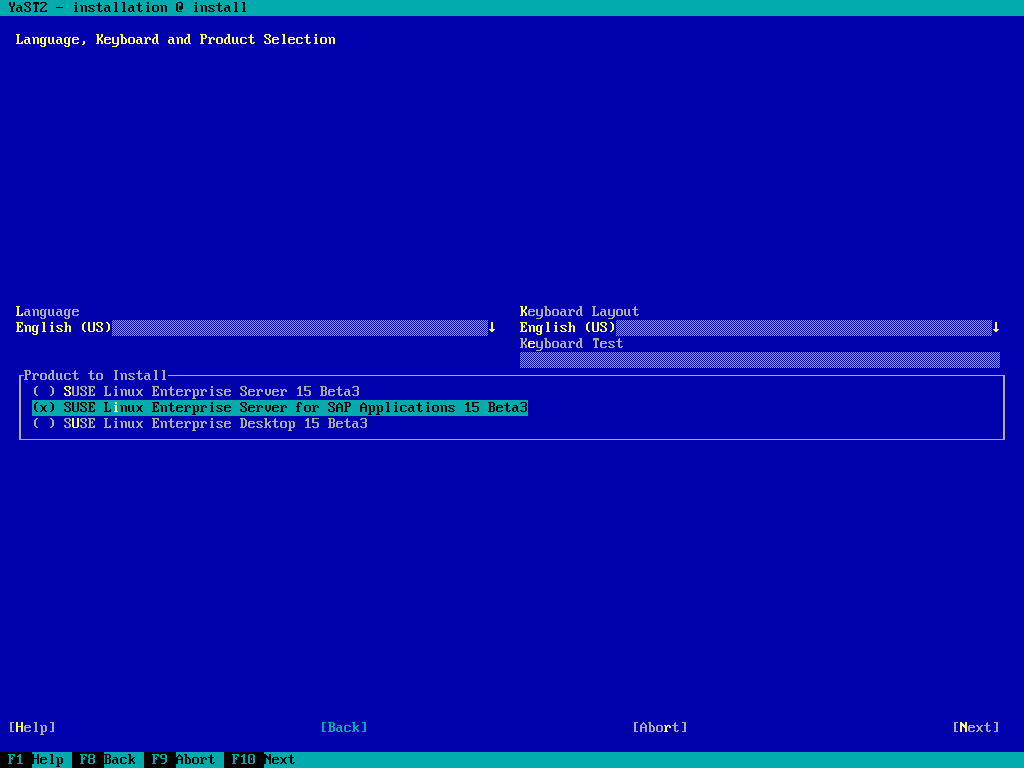 YaST2 - installation @ install
Language, Keyboard and Product Selection
Language
English (US)↓
Keyboard Layout
English (US)↓
Keyboard Test
Product to Install
( ) SUSE Linux Enterprise Server 15 Beta3
(x) SUSE Linux Enterprise Server for SAP Applications 15 Beta3
( ) SUSE Linux Enterprise Desktop 15 Beta3
[Help] [Back] [Abort] [Next]
F1 Help F8 Back F9 Abort F10 Next